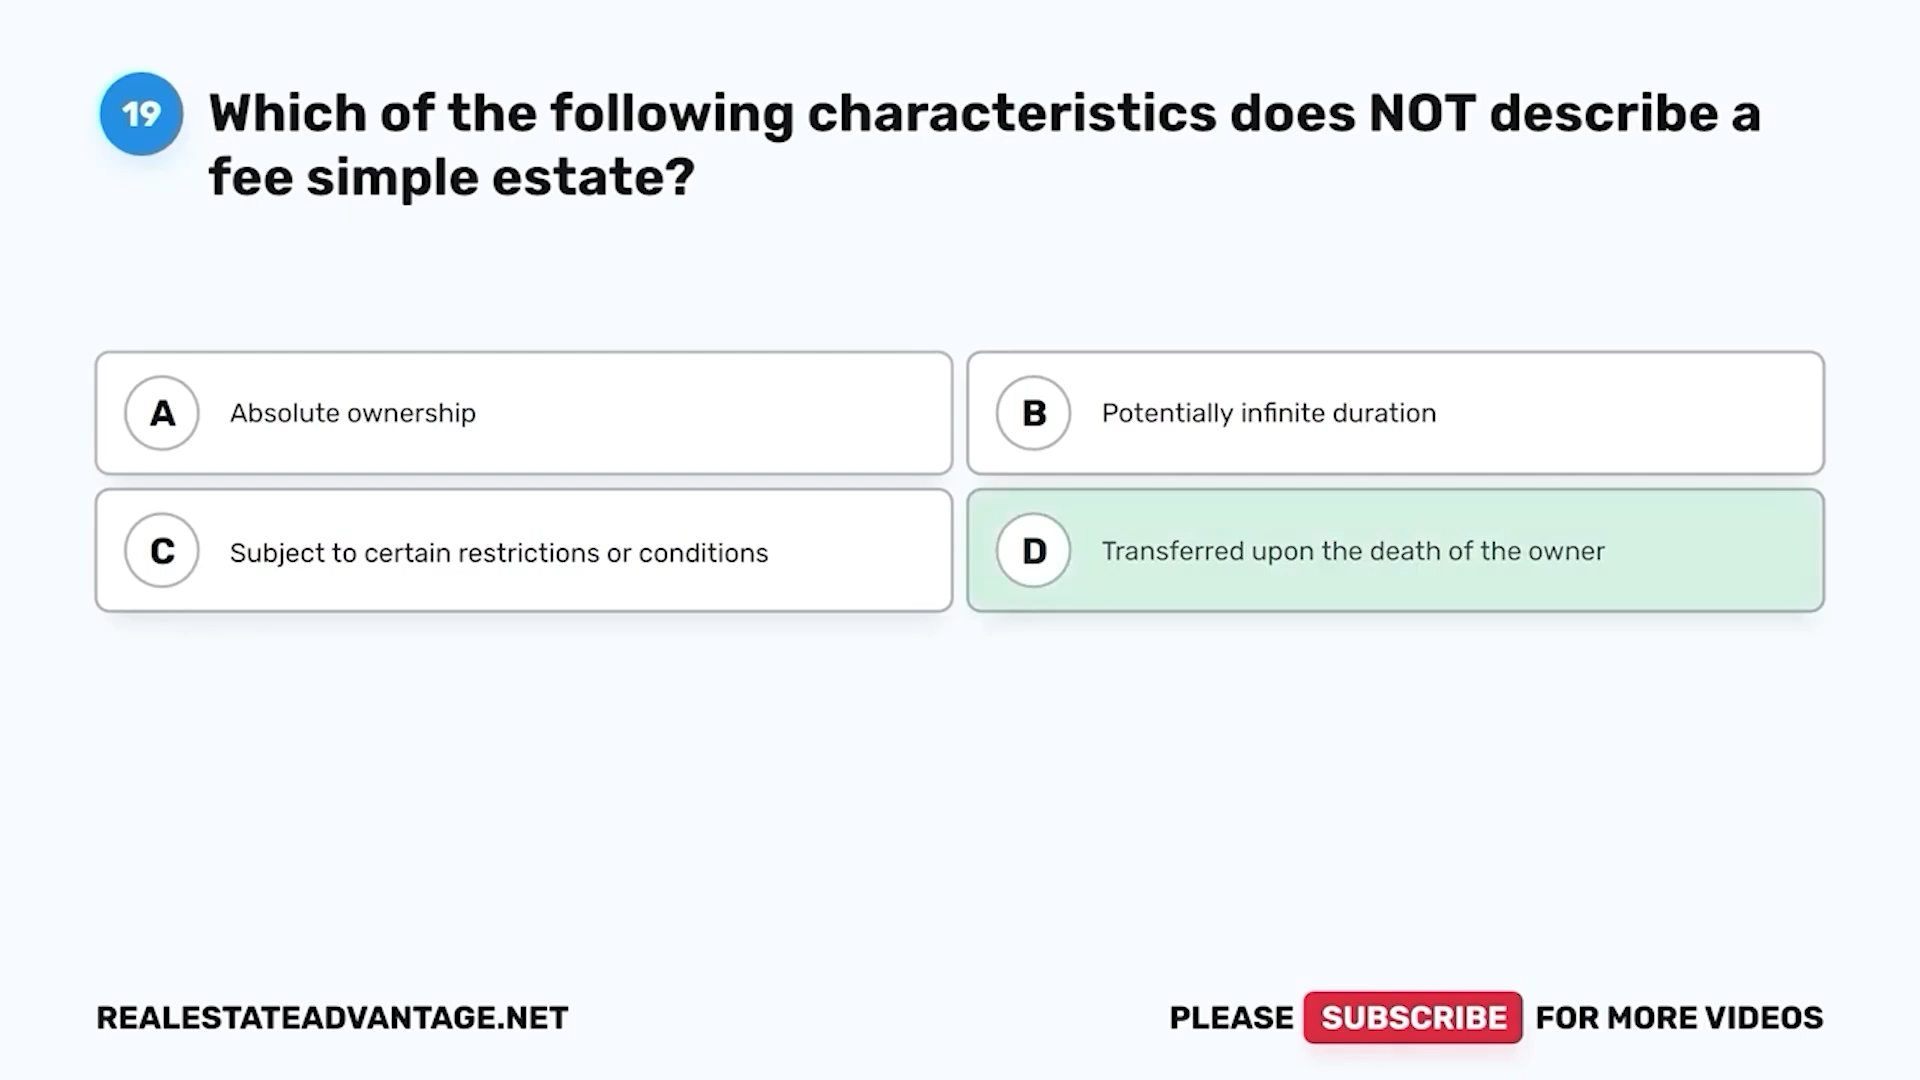 19
Which of the following characteristics does NOT describe a
fee simple estate?
A Absolute ownership
B Potentially infinite duration
C Subject to certain restrictions or conditions
D Transferred upon the death of the owner
REALESTATEADVANTAGE.NET
PLEASE SUBSCRIBE FOR MORE VIDEOS